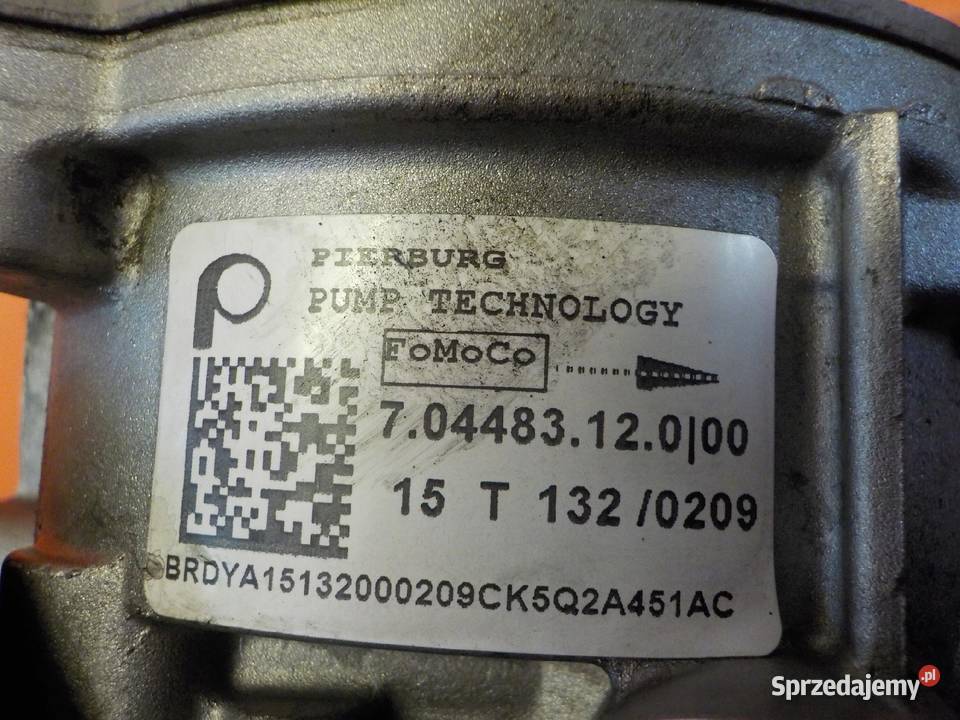 PIERBURG
PUMP TECHNOLOGY
FoMoCo
7.04483.12.0|00
15 T 132 /0209
BRDYA15132000209CK5Q2A451AC
Sprzedajemy.pl